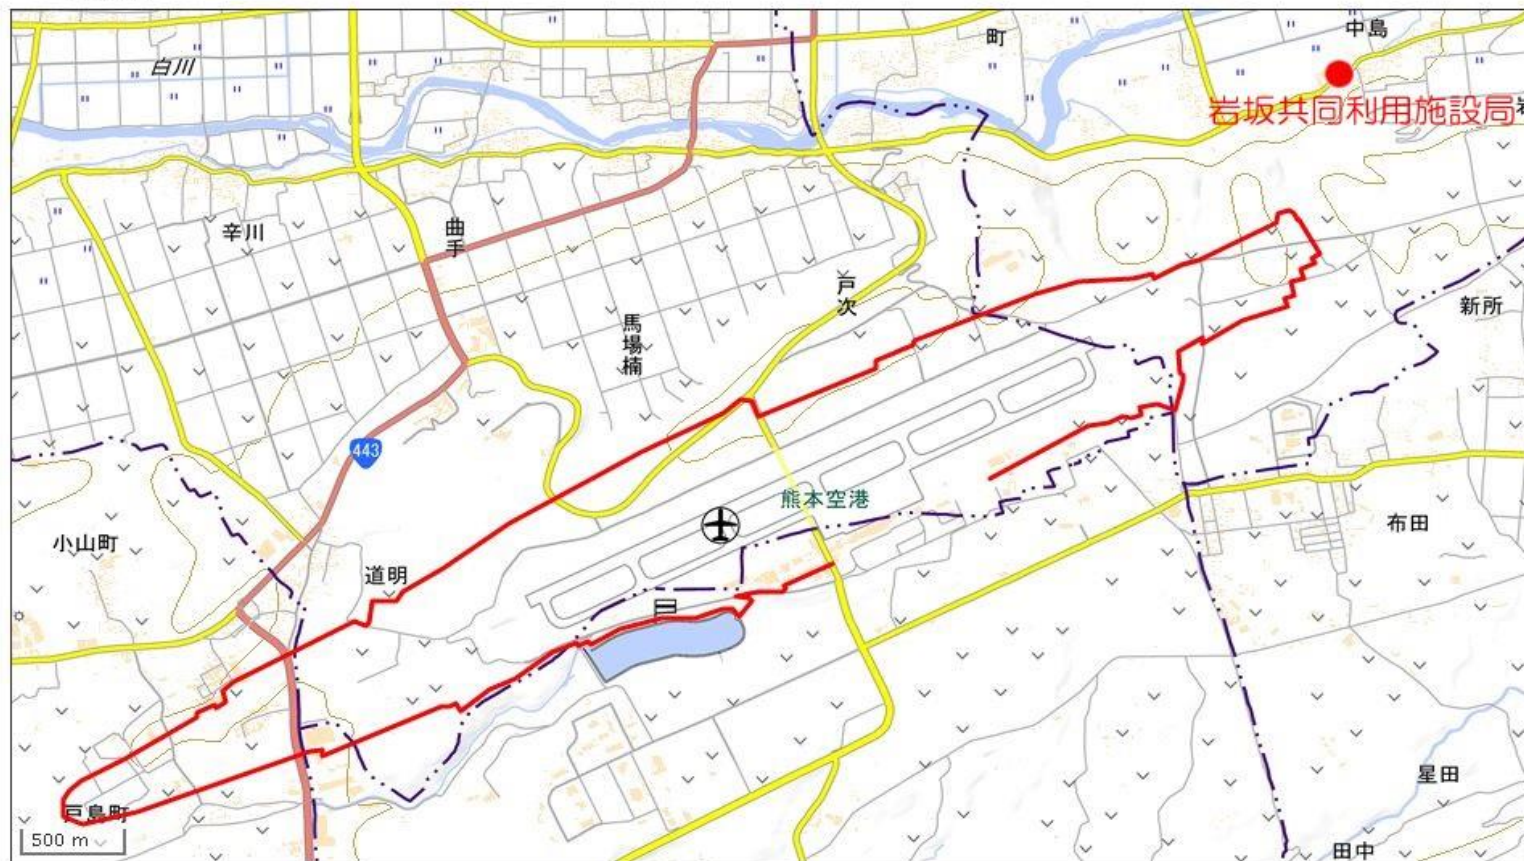 中島
町
白川
岩坂共同利用施設局
辛川
曲手
戸次
新所
馬場楠
443
熊本空港
布田
小山町
道明
星田
戸島町
500 m
田中